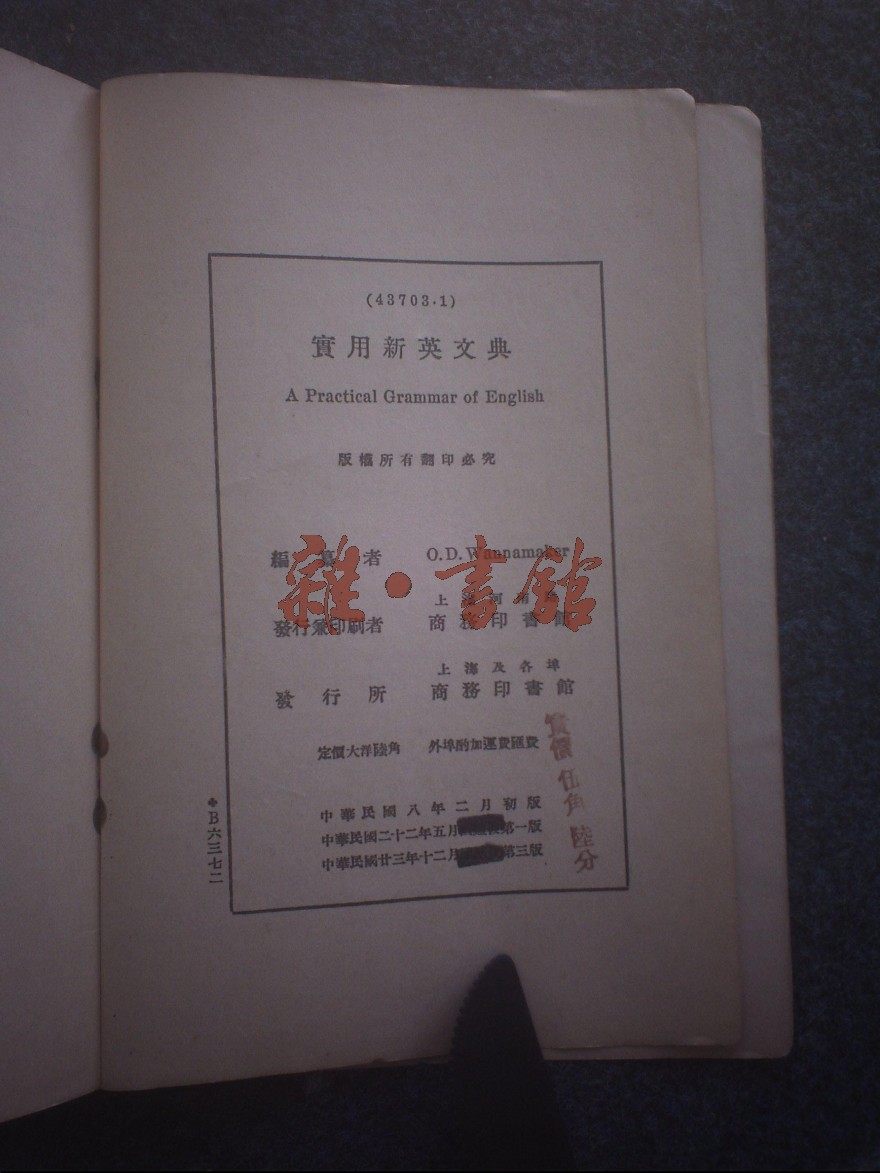 (43703·1)
實用新英文典
A Practical Grammar of English
版權所有翻印必究
編纂者 O.D. Wannamaker
上海河南路
發行兼印刷者 商務印書館
上海及各埠
發行所 商務印書館
定價大洋陸角 外埠酌加運費匯費
中華民國八年二月初版
中華民國二十二年五月 第一版
中華民國廿三年十二月 第三版
實價伍角陸分
B六三七二
雜·書館